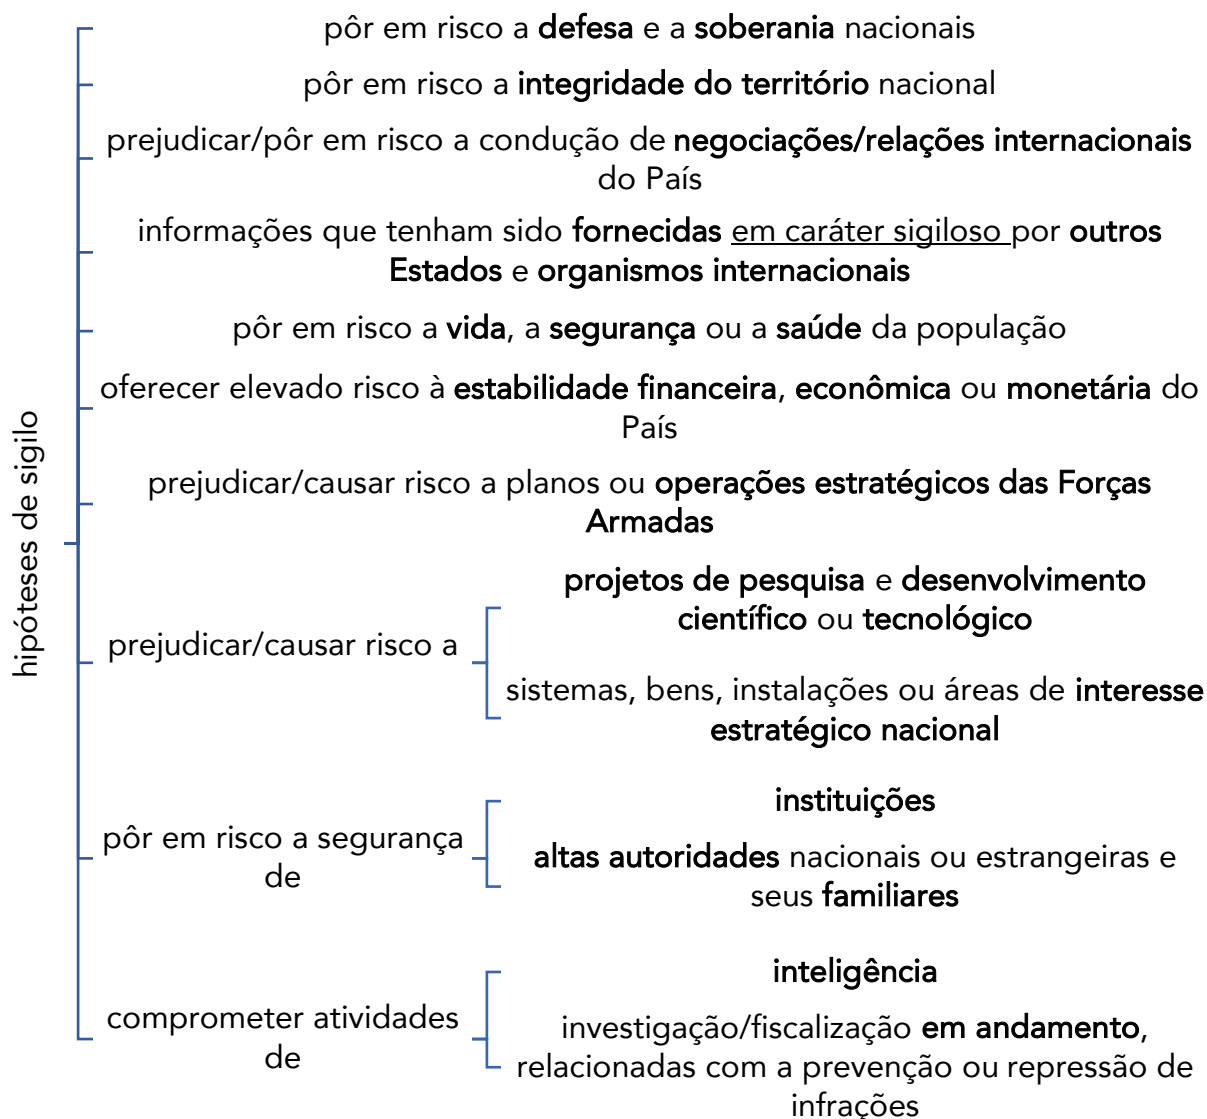 hipóteses de sigilo
pôr em risco a defesa e a soberania nacionais
pôr em risco a integridade do território nacional
prejudicar/pôr em risco a condução de negociações/relações internacionais
do País
informações que tenham sido fornecidas em caráter sigiloso por outros
Estados e organismos internacionais
pôr em risco a vida, a segurança ou a saúde da população
oferecer elevado risco à estabilidade financeira, econômica ou monetária do
País
prejudicar/causar risco a planos ou operações estratégicos das Forças
Armadas
prejudicar/causar risco a
projetos de pesquisa e desenvolvimento
científico ou tecnológico
sistemas, bens, instalações ou áreas de interesse
estratégico nacional
pôr em risco a segurança
de
instituições
altas autoridades nacionais ou estrangeiras e
seus familiares
comprometer atividades
de
inteligência
investigação/fiscalização em andamento,
relacionadas com a prevenção ou repressão de
infrações